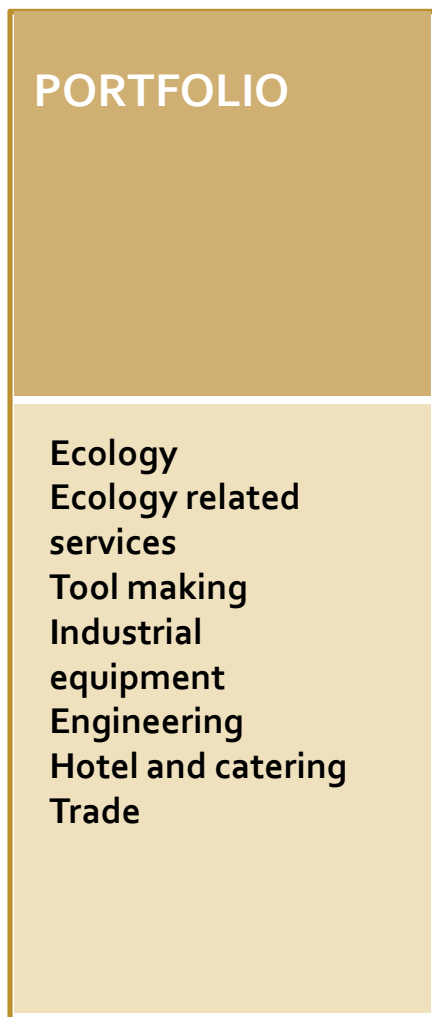 PORTFOLIO
Ecology
Ecology related
services
Tool making
Industrial
equipment
Engineering
Hotel and catering
Trade